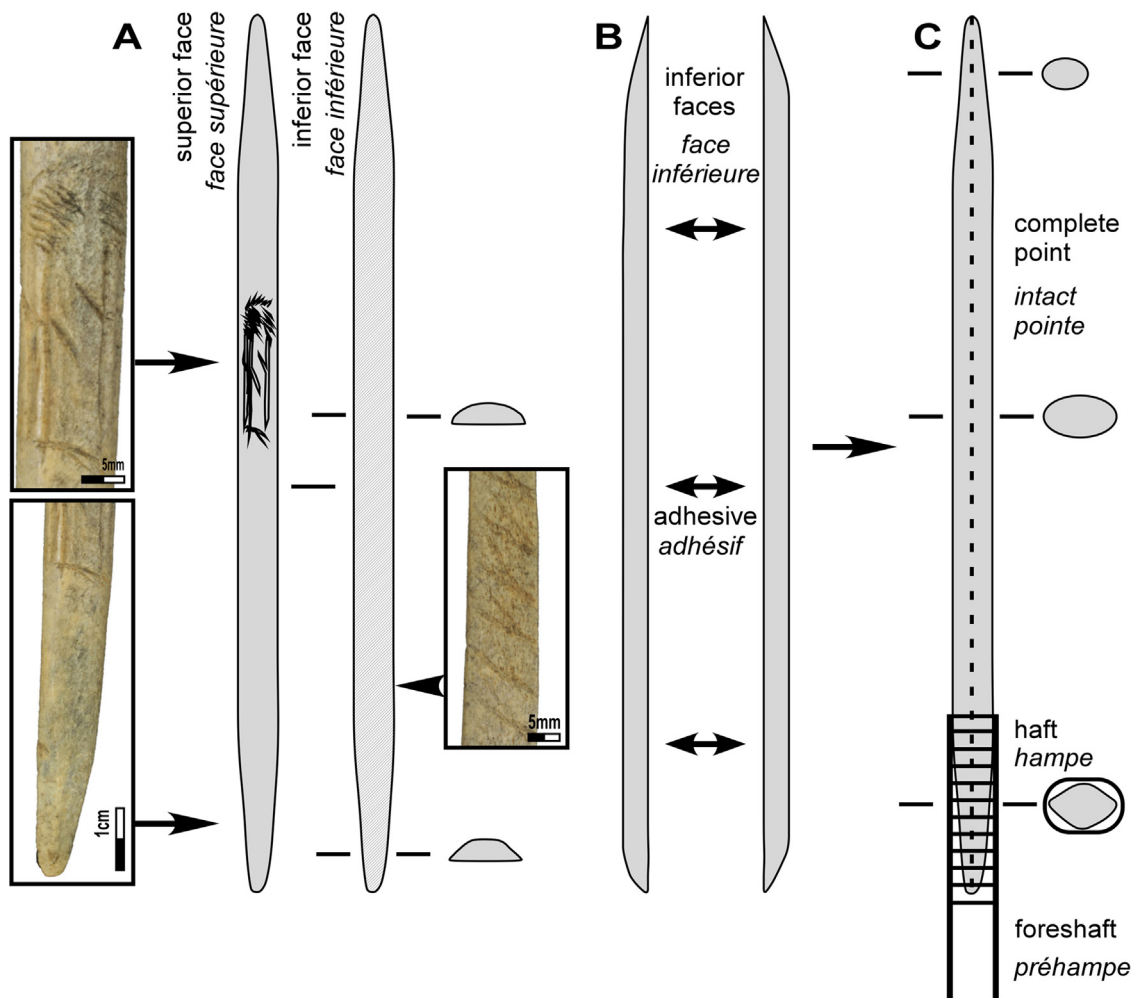 A
superior face
face supérieure
inferior face
face inférieure
5mm
1cm
5mm
B
inferior
faces
face
inférieure
adhesive
adhésif
C
complete
point
intact
pointe
haft
hampe
foreshaft
préhampe